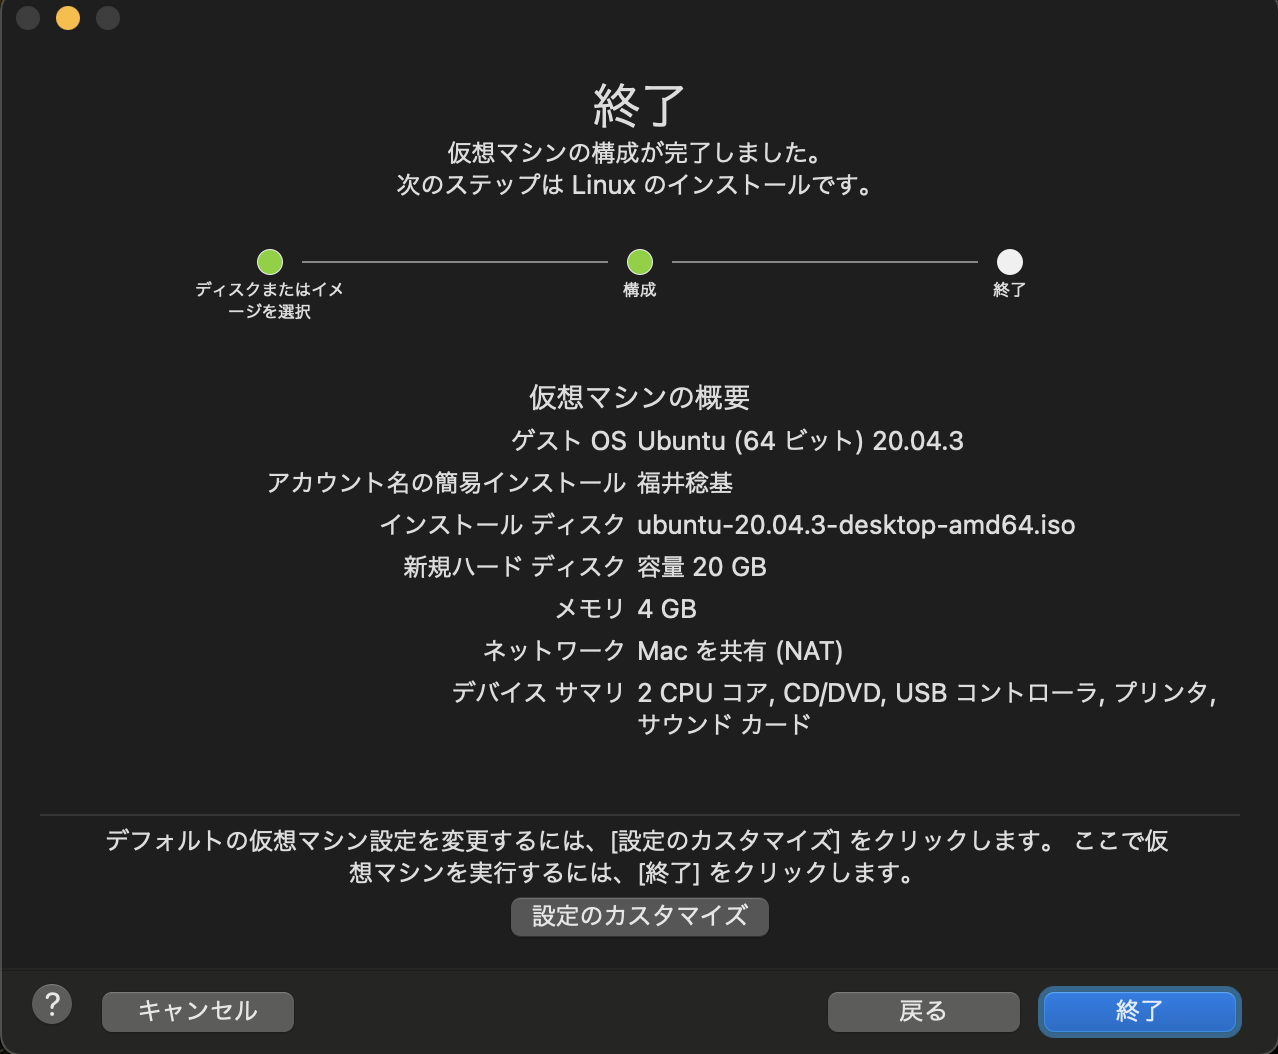 終了
仮想マシンの構成が完了しました。
次のステップは Linux のインストールです。
ディスクまたはイメ
ージを選択
構成
終了
仮想マシンの概要
ゲスト OS Ubuntu (64 ビット) 20.04.3
アカウント名の簡易インストール 福井稔基
インストール ディスク ubuntu-20.04.3-desktop-amd64.iso
新規ハード ディスク 容量 20 GB
メモリ 4 GB
ネットワーク Mac を共有 (NAT)
デバイス サマリ 2 CPU コア, CD/DVD, USB コントローラ, プリンタ,
サウンド カード
デフォルトの仮想マシン設定を変更するには、[設定のカスタマイズ] をクリックします。 ここで仮
想マシンを実行するには、[終了] をクリックします。
設定のカスタマイズ
?
キャンセル
戻る
終了